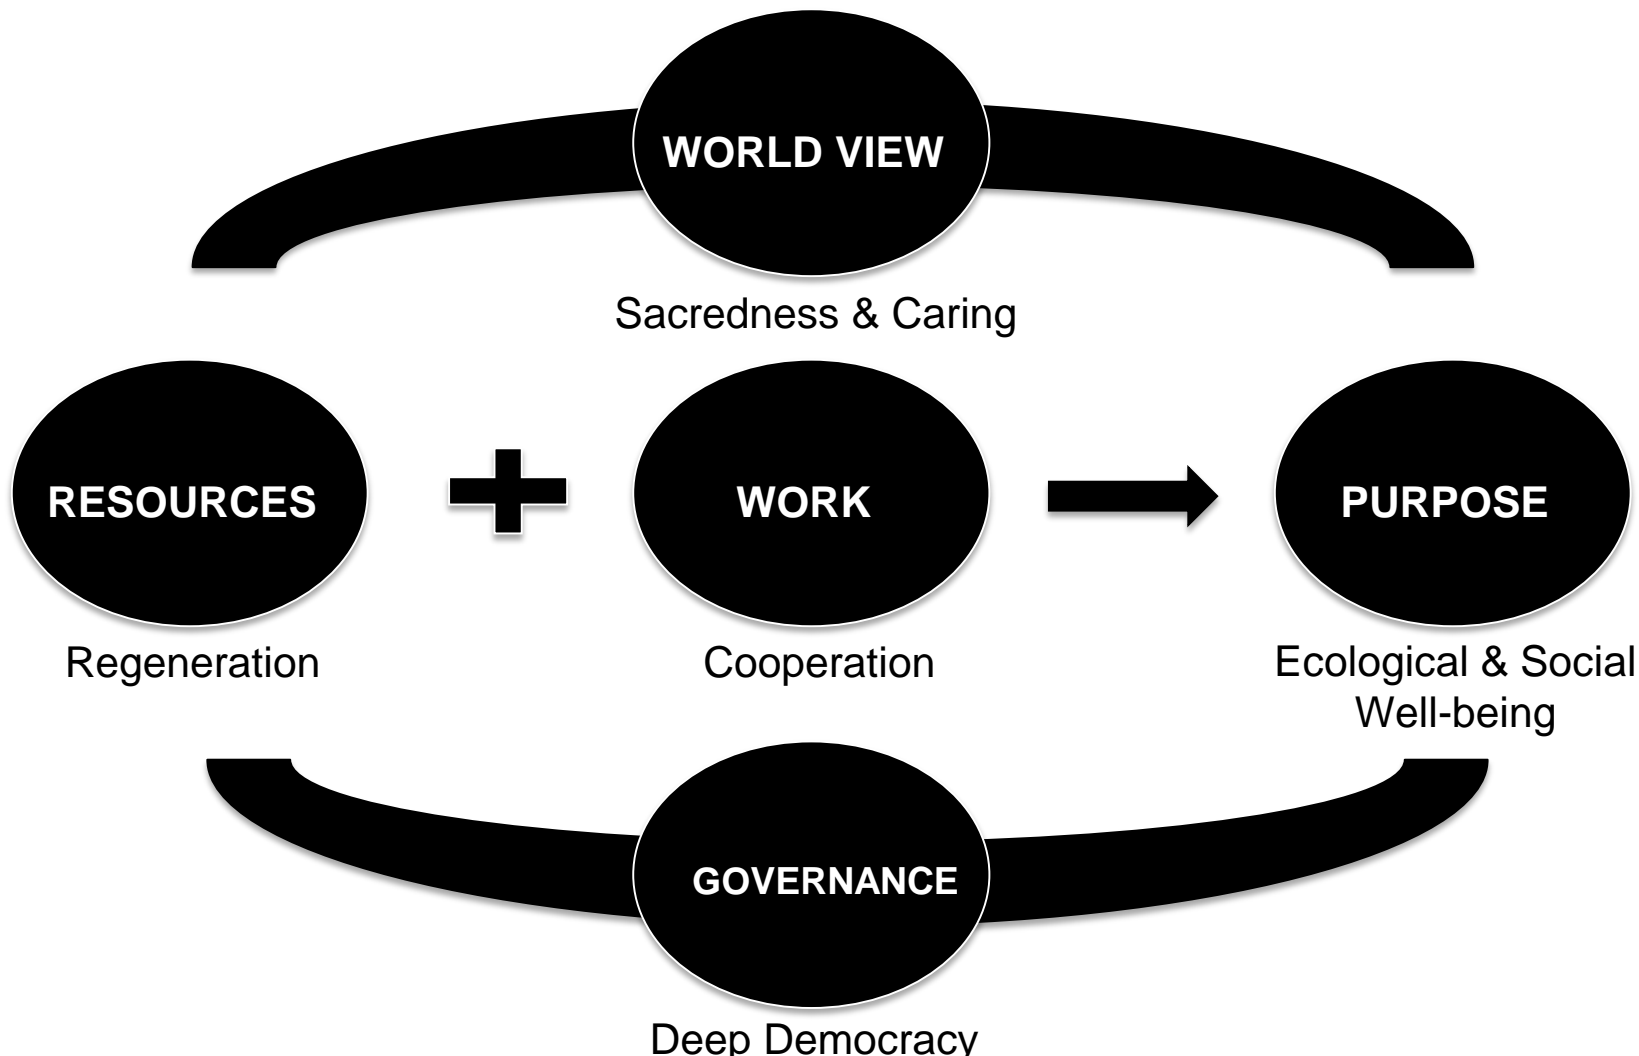 WORLD VIEW
Sacredness & Caring
RESOURCES
WORK
PURPOSE
Regeneration
Cooperation
Ecological & Social
Well-being
GOVERNANCE
Deep Democracy